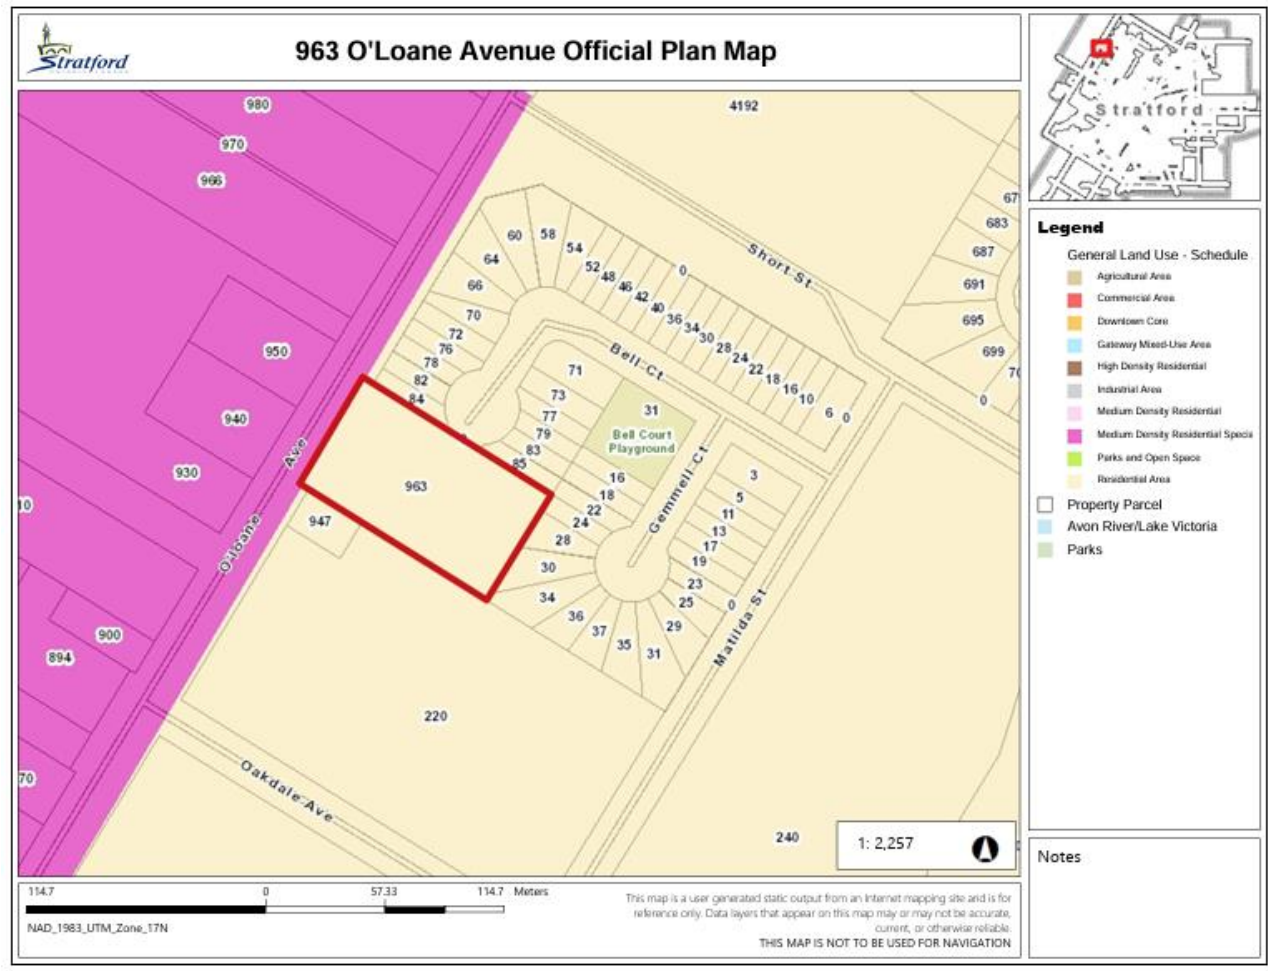 Stratford
963 O'Loane Avenue Official Plan Map
Stratford
980
4192
970
966
67
683
60
58
54
687
64
52
48
0
Short St
66
46
42
691
40
70
36
695
34
72
30
950
76
28
Bell Ct
699
78
24
71
22
70
82
18
84
73
16
10
0
31
6
0
940
77
Bell Court
Playground
79
Ave
83
85
930
963
16
3
18
5
10
947
22
Gemmell Ct
11
24
13
28
17
O'loane
19
30
23
34
25
0
36
29
900
37
35
31
894
Matilda St
220
70
Oakdale Ave
240
1: 2,257
Legend
General Land Use - Schedule
Agricultural Area
Commercial Area
Downtown Core
Gateway Mixed-Use Area
High Density Residential
Industrial Area
Medium Density Residential
Medium Density Residential Specia
Parks and Open Space
Residential Area
Property Parcel
Avon River/Lake Victoria
Parks
Notes
114.7 0 57.33 114.7 Meters
NAD_1983_UTM_Zone_17N
This map is a user generated static output from an Internet mapping site and is for
reference only. Data layers that appear on this map may or may not be accurate,
current, or otherwise reliable.
THIS MAP IS NOT TO BE USED FOR NAVIGATION